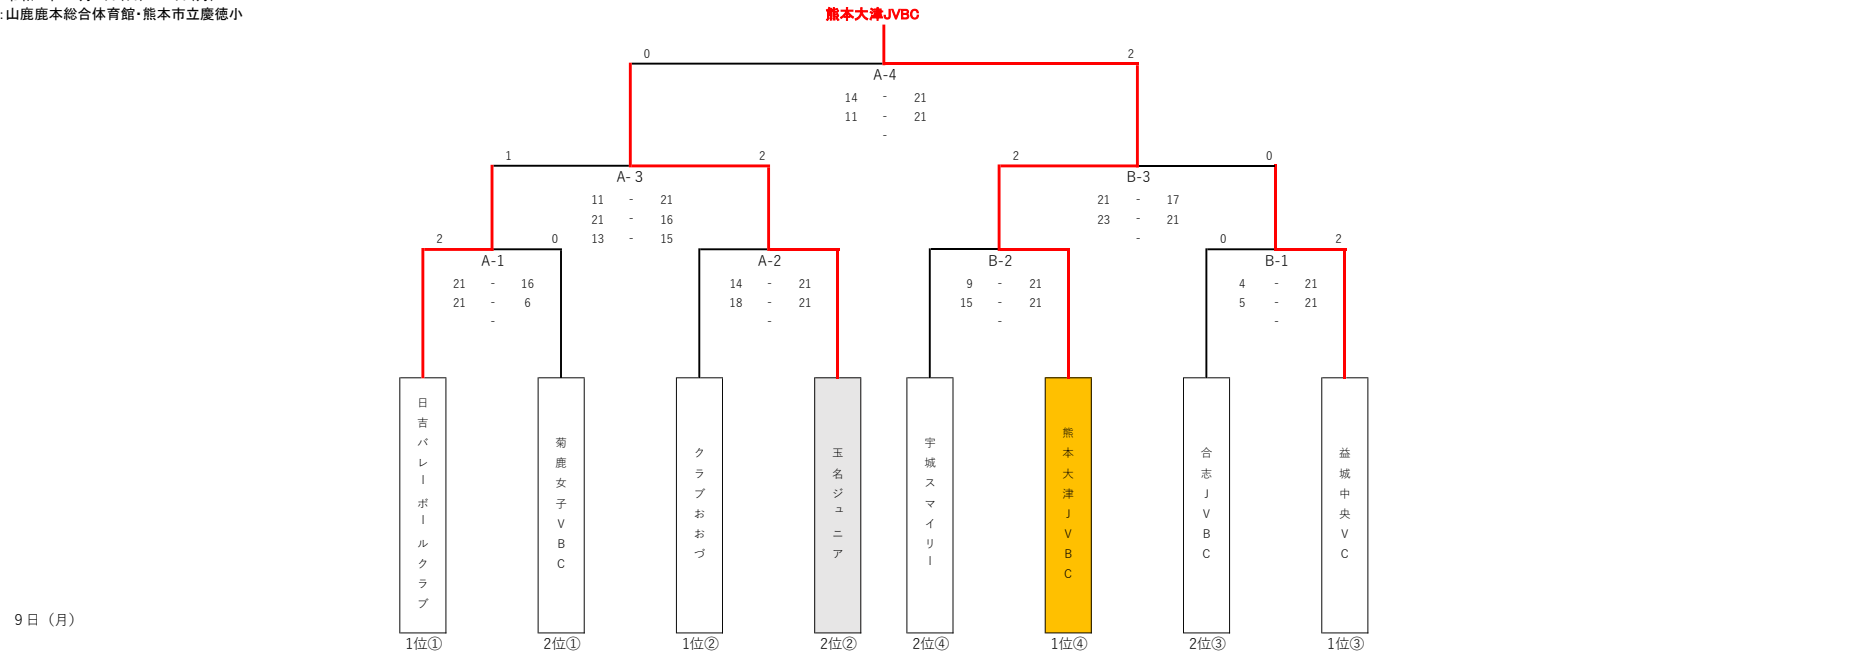 :山鹿鹿本総合体育館・熊本市立慶徳小
熊本大津JVBC
0 2
A-4
14 - 21
11 - 21
-
1 2 2 0
A-3 B-3
11 - 21 21 - 17
21 - 16 23 - 21
13 - 15 -
2 0 0 2
A-1 A-2 B-2 B-1
21 - 16 14 - 21 9 - 21 4 - 21
21 - 6 18 - 21 15 - 21 5 - 21
- - - -
日吉バレーボールクラブ
菊鹿女子VBC
クラブおおづ
玉名ジュニア
宇城スマイリー
熊本大津JVBC
合志JVBC
益城中央VC
9日（月）
1位① 2位① 1位② 2位② 2位④ 1位④ 2位③ 1位③